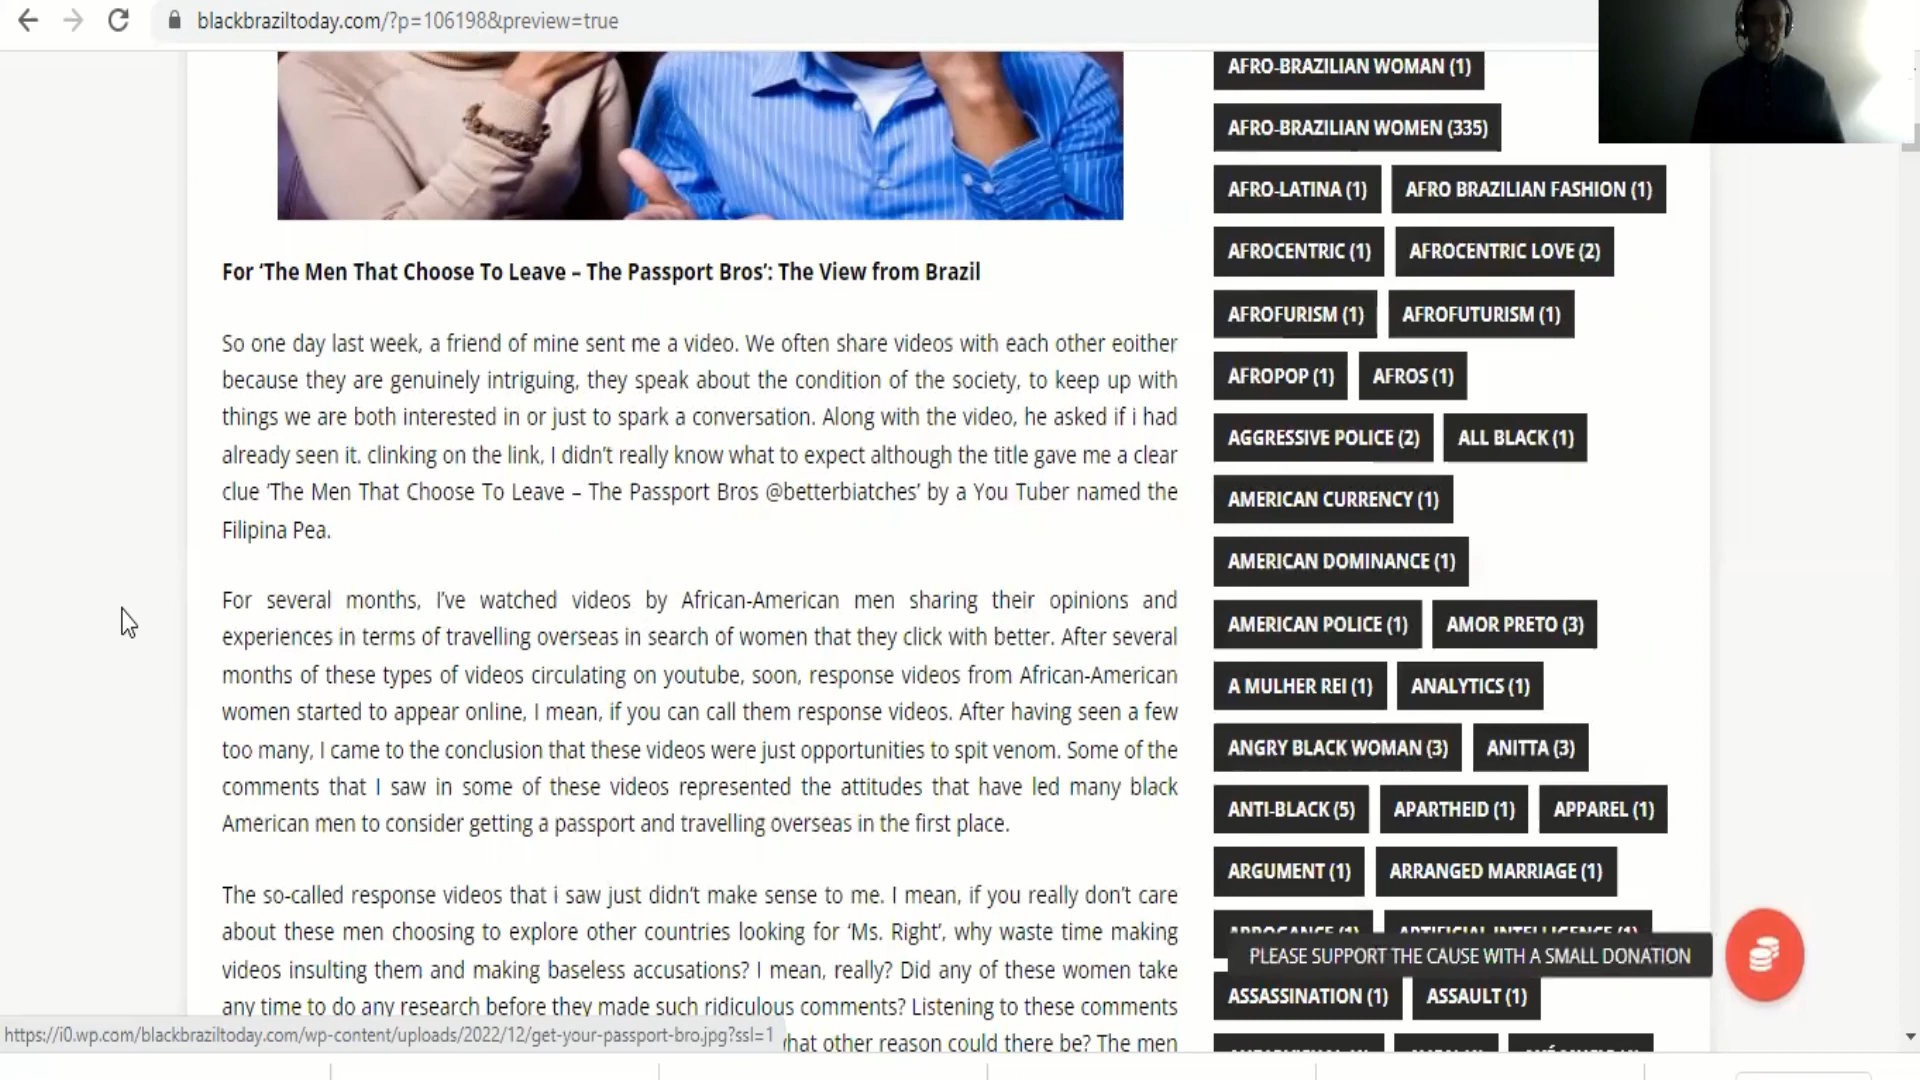 blackbraziltoday.com/?p=106198&preview=true
For ‘The Men That Choose To Leave – The Passport Bros’: The View from Brazil
So one day last week, a friend of mine sent me a video. We often share videos with each other eoither
because they are genuinely intriguing, they speak about the condition of the society, to keep up with
things we are both interested in or just to spark a conversation. Along with the video, he asked if i had
already seen it. clinking on the link, I didn’t really know what to expect although the title gave me a clear
clue ‘The Men That Choose To Leave – The Passport Bros @betterbiatches’ by a You Tuber named the
Filipina Pea.
For several months, I’ve watched videos by African-American men sharing their opinions and
experiences in terms of travelling overseas in search of women that they click with better. After several
months of these types of videos circulating on youtube, soon, response videos from African-American
women started to appear online, I mean, if you can call them response videos. After having seen a few
too many, I came to the conclusion that these videos were just opportunities to spit venom. Some of the
comments that I saw in some of these videos represented the attitudes that have led many black
American men to consider getting a passport and travelling overseas in the first place.
The so-called response videos that i saw just didn’t make sense to me. I mean, if you really don’t care
about these men choosing to explore other countries looking for ‘Ms. Right’, why waste time making
videos insulting them and making baseless accusations? I mean, really? Did any of these women take
any time to do any research before they made such ridiculous comments? Listening to these comments
what other reason could there be? The men
https://i0.wp.com/blackbraziltoday.com/wp-content/uploads/2022/12/get-your-passport-bro.jpg?ssl=1
AFRO-BRAZILIAN WOMAN (1)
AFRO-BRAZILIAN WOMEN (335)
AFRO-LATINA (1) AFRO BRAZILIAN FASHION (1)
AFROCENTRIC (1) AFROCENTRIC LOVE (2)
AFROFURISM (1) AFROFUTURISM (1)
AFROPOP (1) AFROS (1)
AGGRESSIVE POLICE (2) ALL BLACK (1)
AMERICAN CURRENCY (1)
AMERICAN DOMINANCE (1)
AMERICAN POLICE (1) AMOR PRETO (3)
A MULHER REI (1) ANALYTICS (1)
ANGRY BLACK WOMAN (3) ANITTA (3)
ANTI-BLACK (5) APARTHEID (1) APPAREL (1)
ARGUMENT (1) ARRANGED MARRIAGE (1)
ARROGANCE (1) ARTIFICIAL INTELLIGENCE (1)
PLEASE SUPPORT THE CAUSE WITH A SMALL DONATION
ASSASSINATION (1) ASSAULT (1)